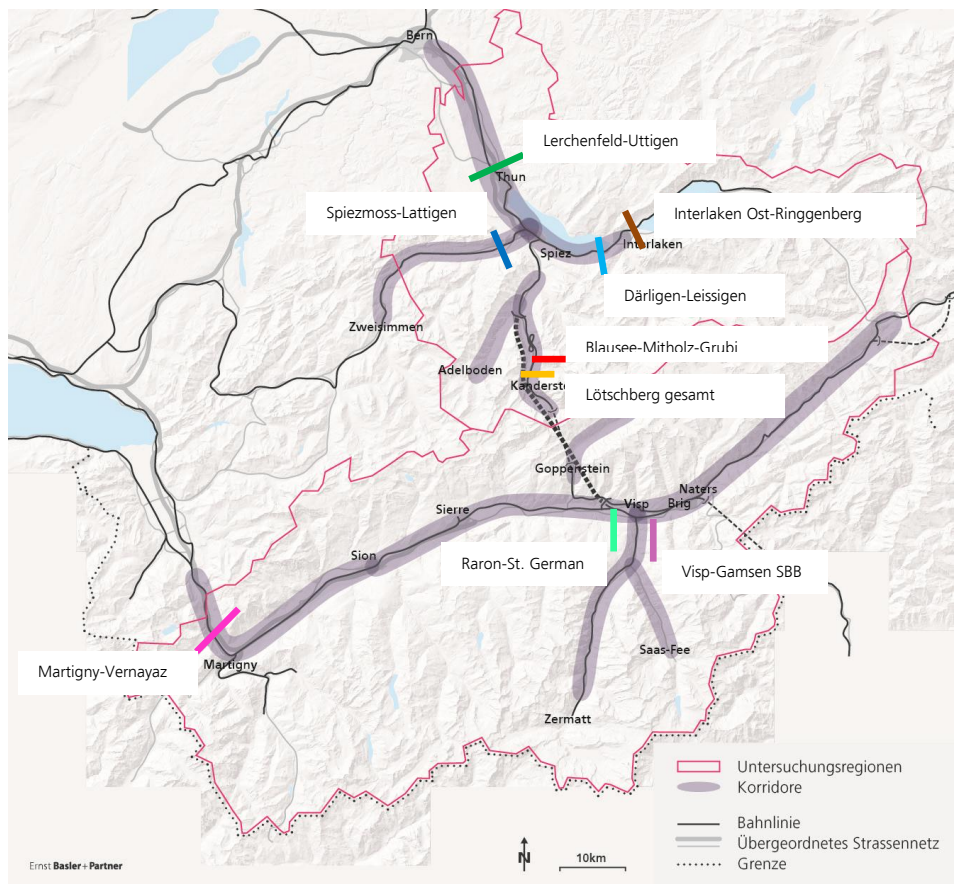 Bern
Lerchenfeld-Uttigen
Thun
Spiezmoss-Lattigen
Interlaken Ost-Ringgenberg
Interlaken
Spiez
Därligen-Leissigen
Zweisimmen
Blausee-Mitholz-Grubi
Adelboden
Kanderste
Lötschberg gesamt
Goppenstein
Naters
Visp
Brig
Sierre
Sion
Raron-St. German
Visp-Gamsen SBB
Saas-Fee
Martigny
Martigny-Vernayaz
Zermatt
Untersuchungsregionen
Korridore
Bahnlinie
Übergeordnetes Strassennetz
Grenze
N
10km
Ernst Basler+Partner